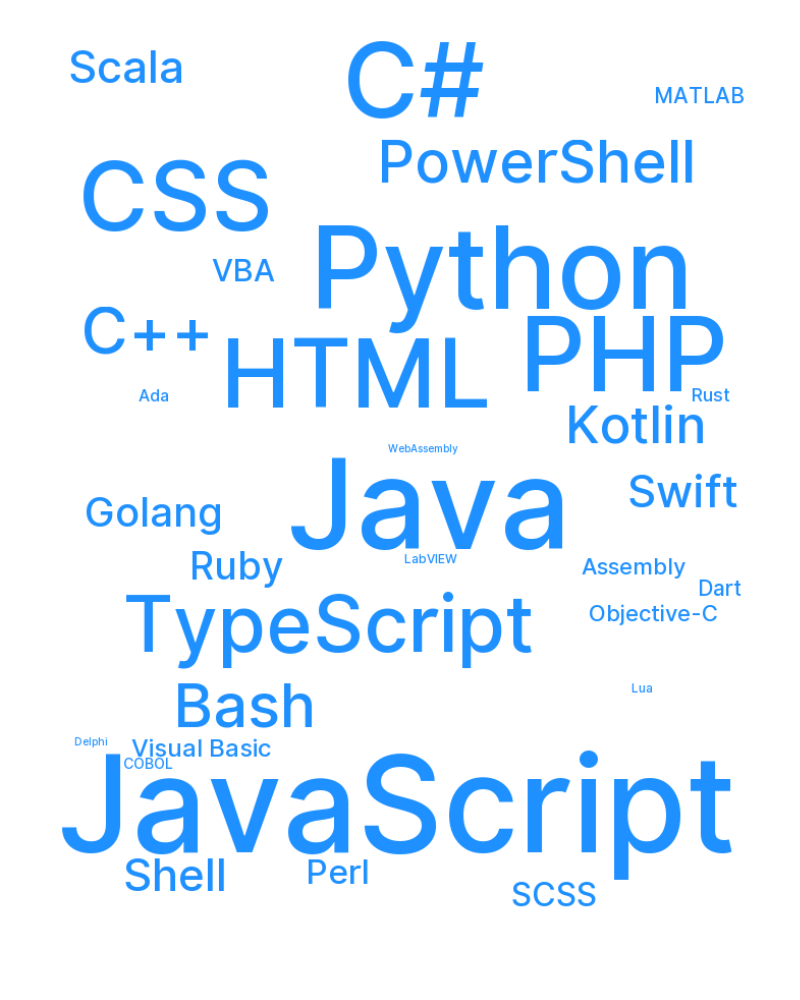 Scala
C#
MATLAB
PowerShell
CSS
Python
VBA
C++
HTML
PHP
Ada
Rust
Kotlin
WebAssembly
Java
Swift
Golang
LabVIEW
Ruby
Assembly
Dart
Objective-C
TypeScript
Lua
Bash
Delphi
Visual Basic
COBOL
JavaScript
Shell
Perl
SCSS